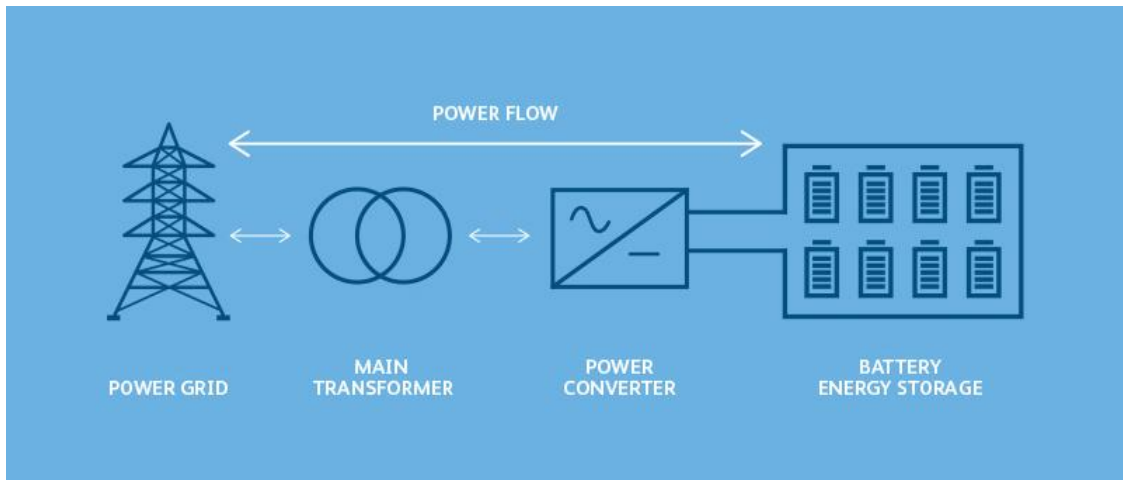 POWER FLOW
POWER GRID
MAIN
TRANSFORMER
POWER
CONVERTER
BATTERY
ENERGY STORAGE